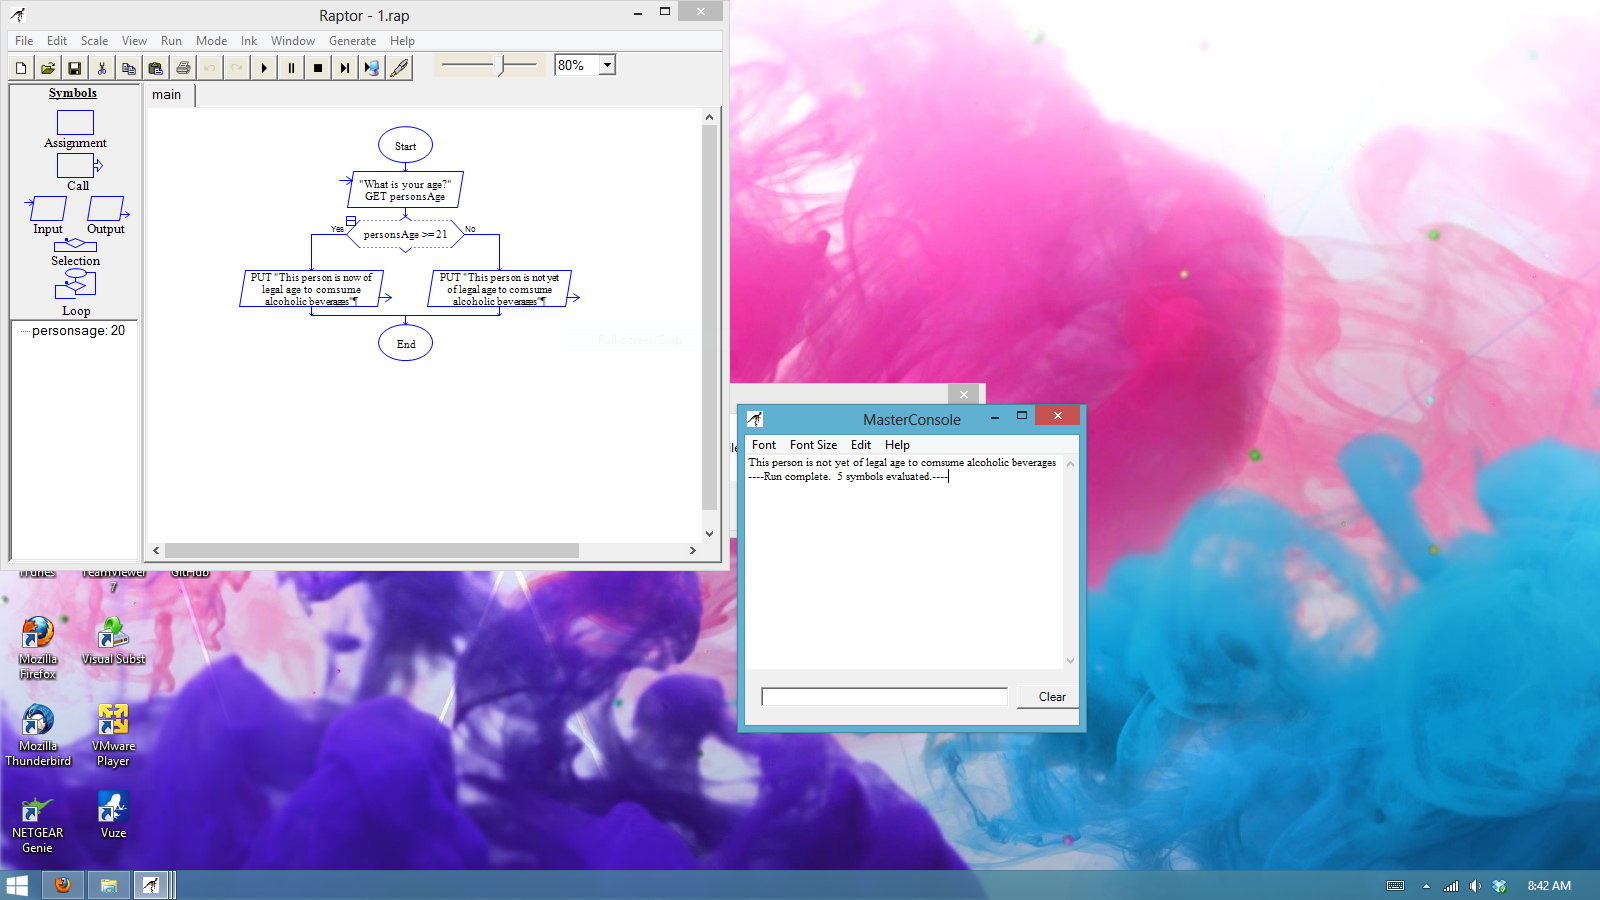 Raptor - 1.rap
File Edit Scale View Run Mode Ink Window Generate Help
80%
Symbols
Assignment
Call
Input Output
Selection
Loop
personsage: 20
main
Start
"What is your age?"
GET personsAge
Yes
personsAge >= 21
No
PUT "This person is now of
legal age to comsume
alcoholic beverages"¶
PUT "This person is not yet
of legal age to comsume
alcoholic beverages"¶
End
Full-screen Snip
MasterConsole
Font Font Size Edit Help
This person is not yet of legal age to comsume alcoholic beverages
----Run complete.  5 symbols evaluated.----
Clear
iTunes
TeamViewer
7
GitHub
Mozilla
Firefox
Visual Subst
Mozilla
Thunderbird
VMware
Player
NETGEAR
Genie
Vuze
8:42 AM